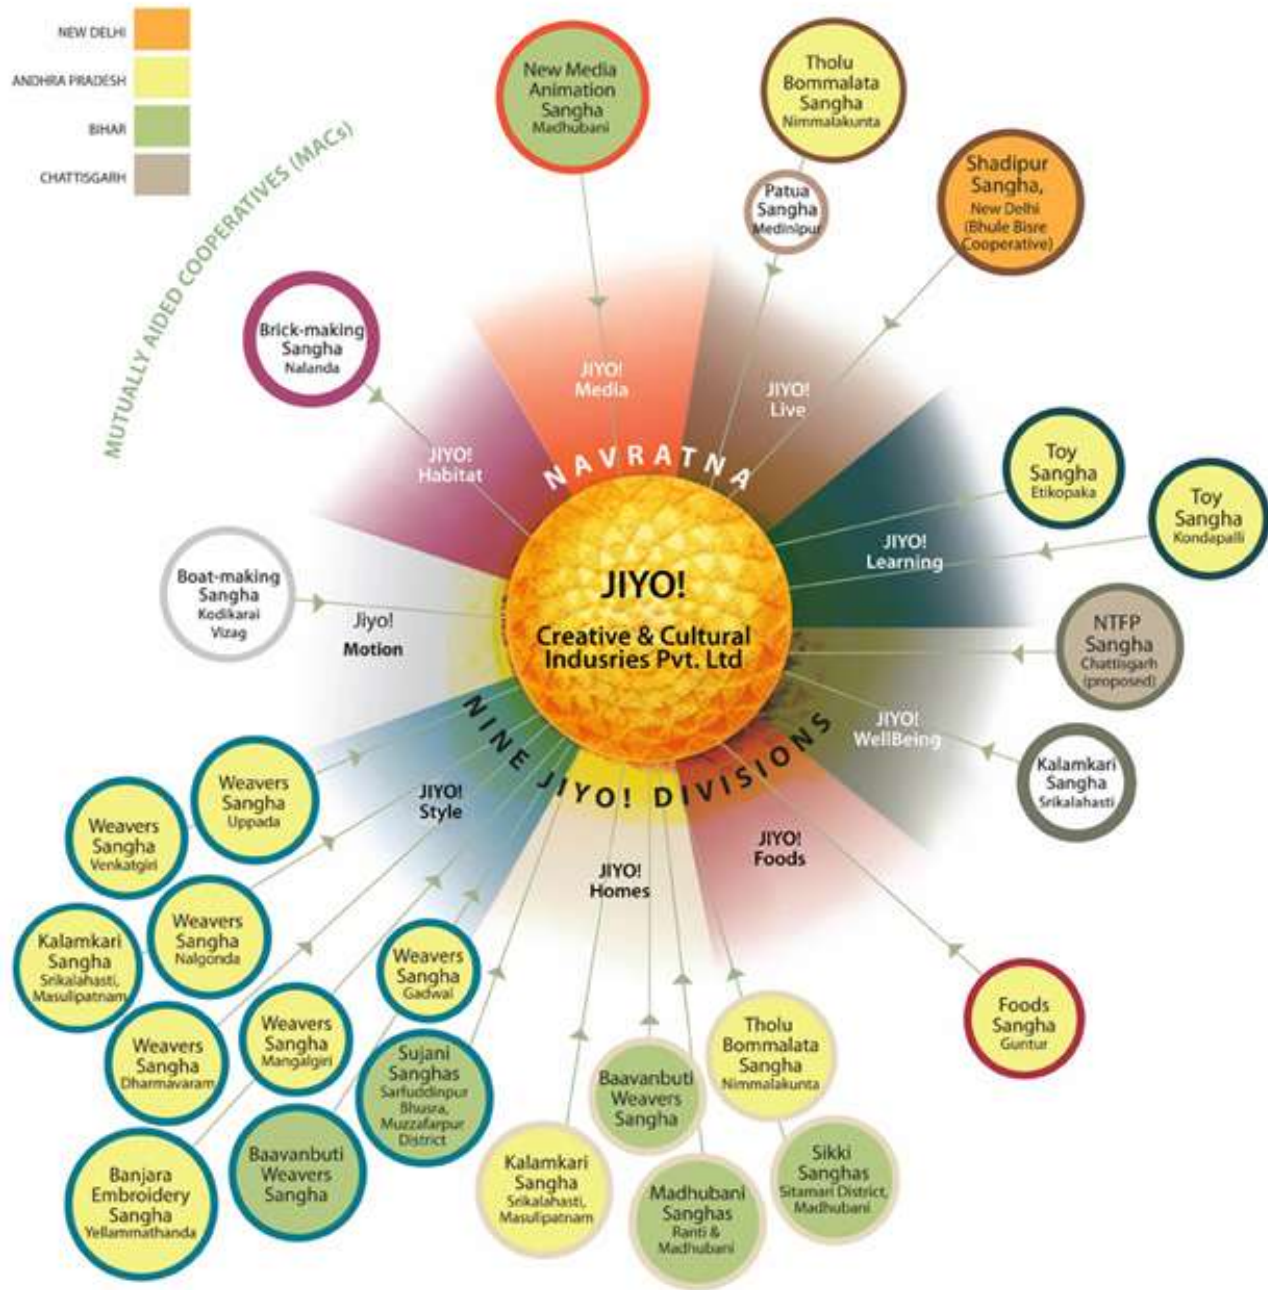 NEW DELHI
ANDHRA PRADESH
BIHAR
CHATTISGARH
MUTUALLY AIDED COOPERATIVES (MACs)
New Media
Animation
Sangha
Madhubani
Tholu
Bommalata
Sangha
Nimmalakunta
Patua
Sangha
Medinipur
Shadipur
Sangha,
New Delhi
(Bhule Bisre
Cooperative)
Brick-making
Sangha
Nalanda
JIYO!
Media
JIYO!
Live
JIYO!
Habitat
NAVRATNA
Toy
Sangha
Etikopaka
Toy
Sangha
Kondapalli
JIYO!
Learning
Boat-making
Sangha
Kodikarai
Vizag
Jiyo!
Motion
JIYO!
Creative & Cultural
Indusries Pvt. Ltd
NTFP
Sangha
Chattisgarh
(proposed)
JIYO!
WellBeing
Kalamkari
Sangha
Srikalahasti
NINE JIYO! DIVISIONS
JIYO!
Style
JIYO!
Homes
JIYO!
Foods
Weavers
Sangha
Uppada
Weavers
Sangha
Venkatgiri
Weavers
Sangha
Nalgonda
Kalamkari
Sangha
Srikalahasti,
Masulipatnam
Weavers
Sangha
Gadwal
Weavers
Sangha
Dharmavaram
Weavers
Sangha
Mangalgiri
Sujani
Sanghas
Sarfuddinpur
Bhusra,
Muzzafarpur
District
Banjara
Embroidery
Sangha
Yellammathanda
Baavanbuti
Weavers
Sangha
Kalamkari
Sangha
Srikalahasti,
Masulipatnam
Baavanbuti
Weavers
Sangha
Madhubani
Sanghas
Ranti &
Madhubani
Tholu
Bommalata
Sangha
Nimmalakunta
Sikki
Sanghas
Sitamari District,
Madhubani
Foods
Sangha
Guntur